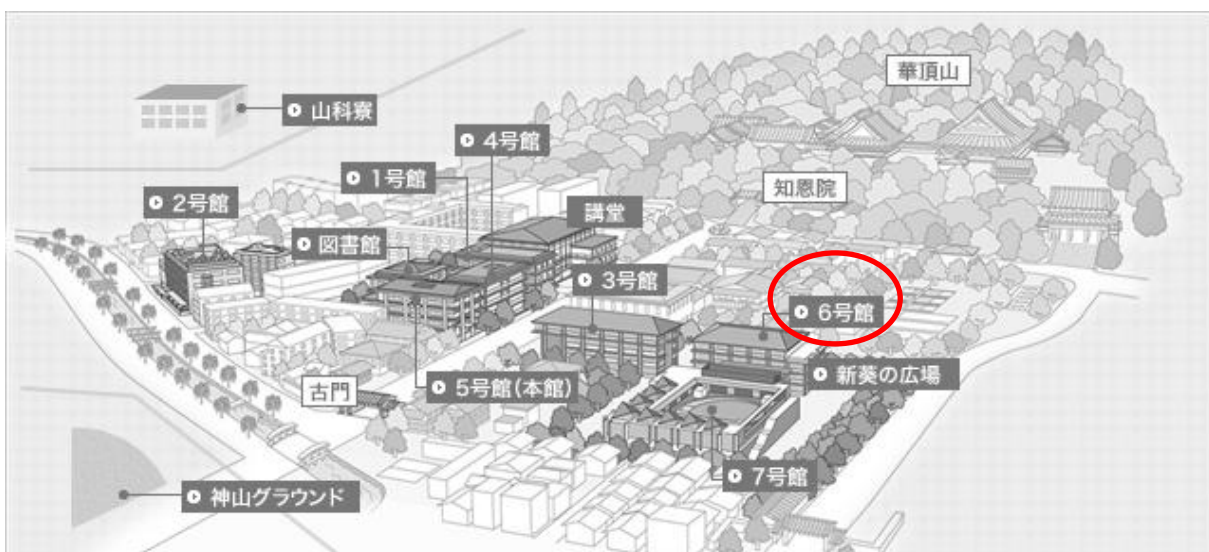 華頂山
山科寮
4号館
1号館
知恩院
2号館
講堂
図書館
3号館
6号館
新葵の広場
5号館(本館)
古門
7号館
神山グラウンド